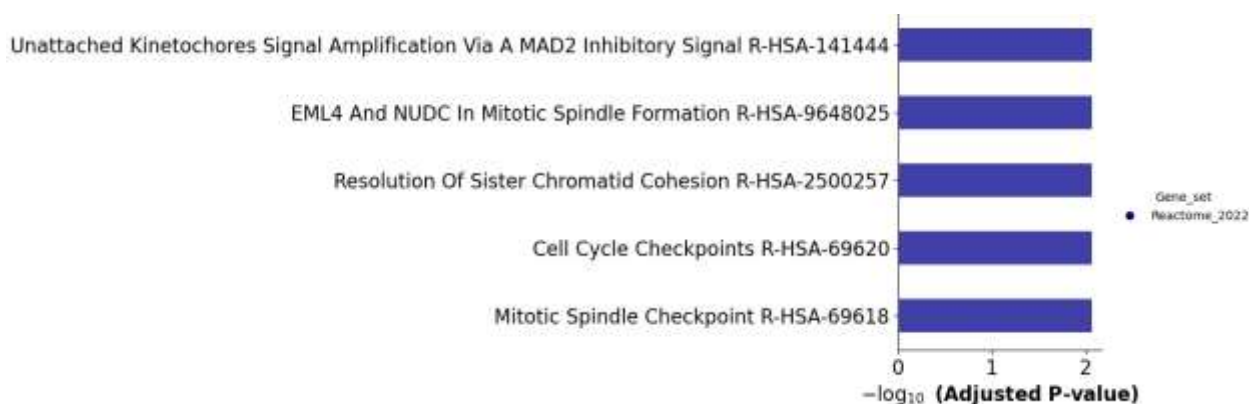 Unattached Kinetochores Signal Amplification Via A MAD2 Inhibitory Signal R-HSA-141444
EML4 And NUDC In Mitotic Spindle Formation R-HSA-9648025
Resolution Of Sister Chromatid Cohesion R-HSA-2500257
Gene_set
Reactome_2022
Cell Cycle Checkpoints R-HSA-69620
Mitotic Spindle Checkpoint R-HSA-69618
0 1 2
−log₁₀ (Adjusted P-value)